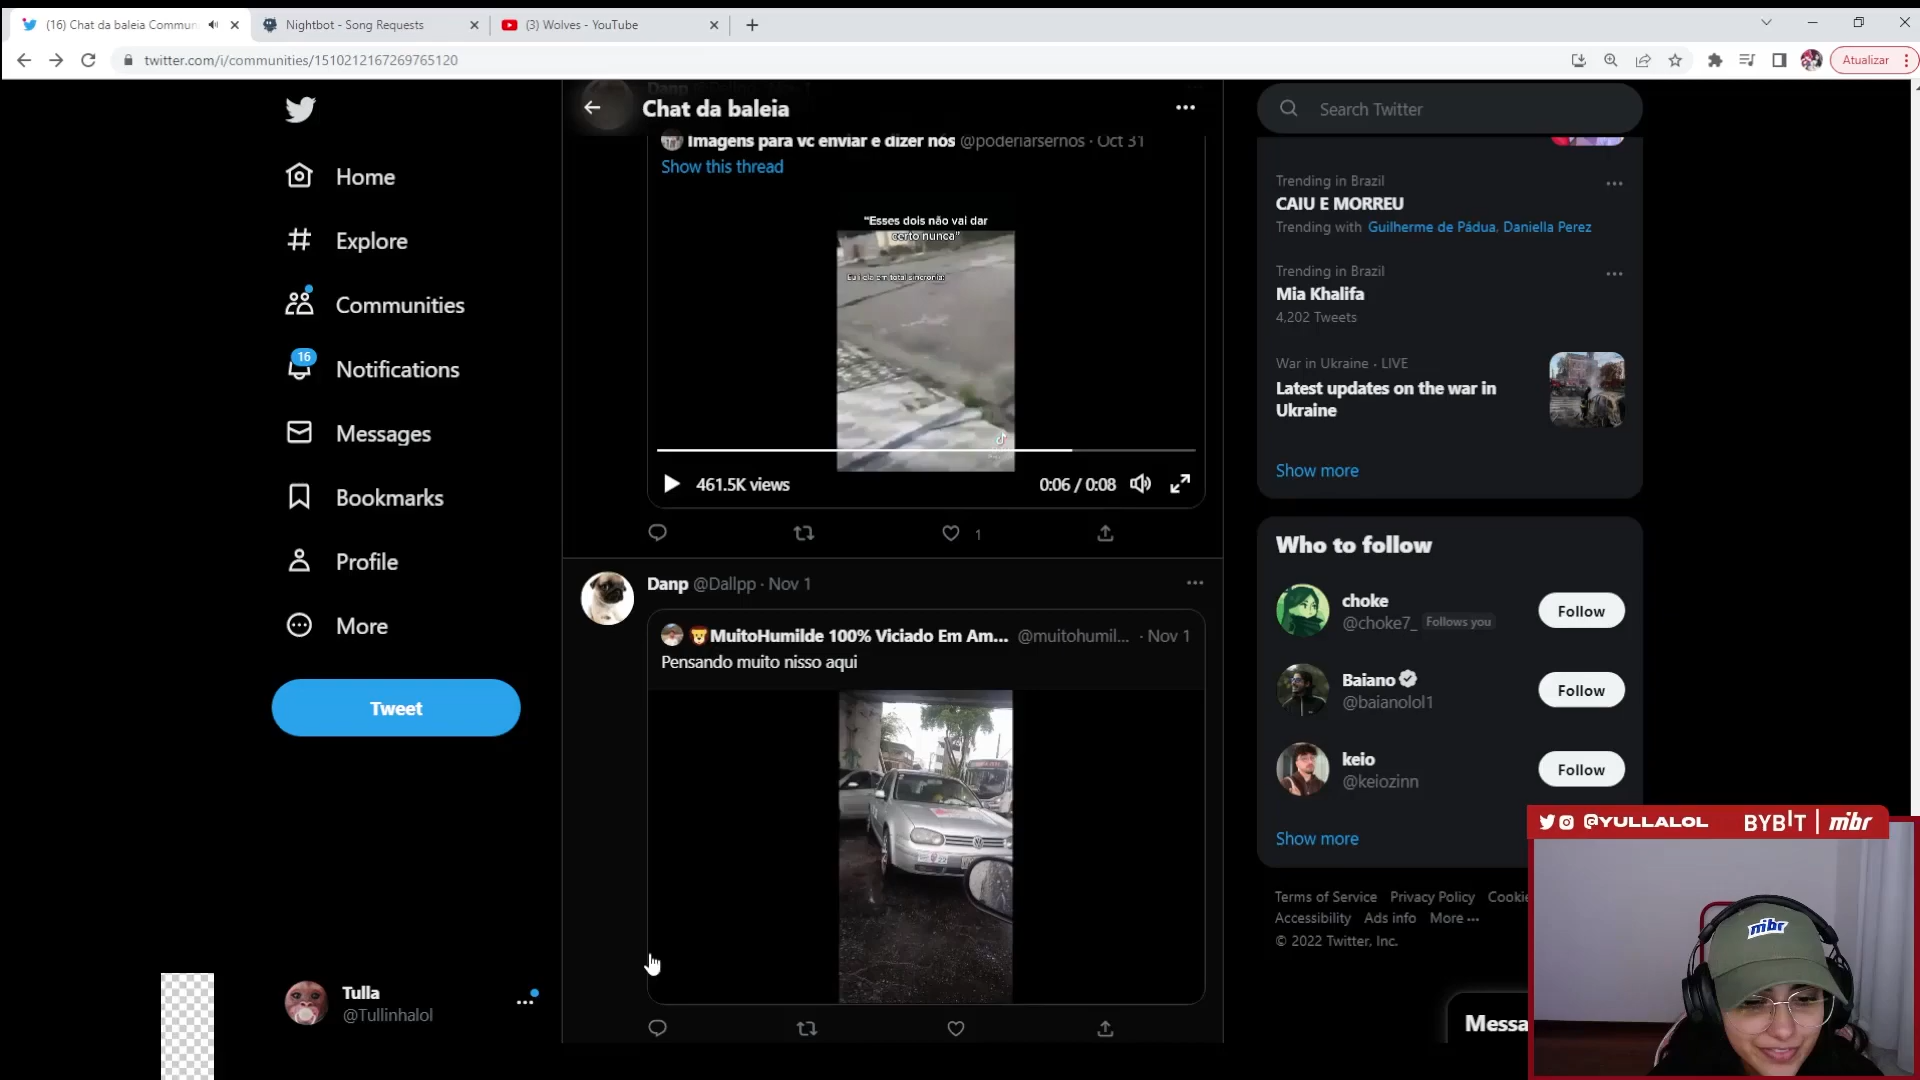 (16) Chat da baleia Commun
Nightbot - Song Requests
(3) Wolves - YouTube
twitter.com/i/communities/1510212167269765120
Atualizar
Home
Explore
Communities
16
Notifications
Messages
Bookmarks
Profile
More
Tweet
Tulla
@Tullinhalol
Chat da baleia
Imagens para vc enviar e dizer nós @poderiarsernos · Oct 31
Show this thread
"Esses dois não vai dar
certo nunca"
em total sincronia:
461.5K views
0:06 / 0:08
1
Danp @Dallpp · Nov 1
MuitoHumilde 100% Viciado Em Am... @muitohumil... · Nov 1
Pensando muito nisso aqui
Search Twitter
Trending in Brazil
CAIU E MORREU
Trending with Guilherme de Pádua, Daniella Perez
Trending in Brazil
Mia Khalifa
4,202 Tweets
War in Ukraine · LIVE
Latest updates on the war in
Ukraine
Show more
Who to follow
choke
@choke7_ Follows you
Follow
Baiano
@baianolol1
Follow
keio
@keiozinn
Follow
Show more
Terms of Service Privacy Policy Cookie
Accessibility Ads info More ···
© 2022 Twitter, Inc.
Messa
@YULLALOL BYBIT | mibr
mibr